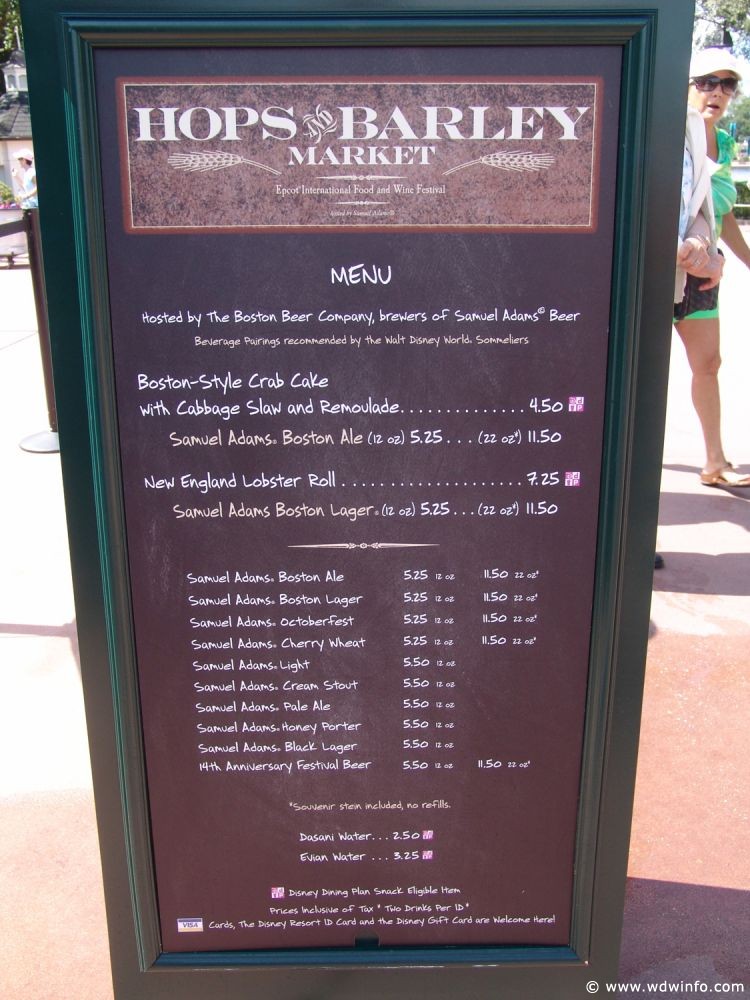 HOPS AND BARLEY
MARKET
Epcot International Food and Wine Festival
hosted by Samuel Adams®
MENU
Hosted by The Boston Beer Company, brewers of Samuel Adams® Beer
Beverage Pairings recommended by the Walt Disney World® Sommeliers
Boston-Style Crab Cake
with Cabbage Slaw and Remoulade.............. 4.50
Samuel Adams® Boston Ale (12 oz) 5.25 . . . (22 oz*) 11.50
New England Lobster Roll ..................... 7.25
Samuel Adams Boston Lager® (12 oz) 5.25 . . . (22 oz*) 11.50
Samuel Adams® Boston Ale 5.25 12 oz 11.50 22 oz*
Samuel Adams® Boston Lager 5.25 12 oz 11.50 22 oz*
Samuel Adams® Octoberfest 5.25 12 oz 11.50 22 oz*
Samuel Adams® Cherry Wheat 5.25 12 oz 11.50 22 oz*
Samuel Adams® Light 5.50 12 oz
Samuel Adams® Cream Stout 5.50 12 oz
Samuel Adams® Pale Ale 5.50 12 oz
Samuel Adams® Honey Porter 5.50 12 oz
Samuel Adams® Black Lager 5.50 12 oz
14th Anniversary Festival Beer 5.50 12 oz 11.50 22 oz*
*Souvenir stein included, no refills.
Dasani Water. . . 2.50
Evian Water . . . 3.25
Disney Dining Plan Snack Eligible Item
Prices Inclusive of Tax * Two Drinks Per ID*
VISA Cards, The Disney Resort ID Card and the Disney Gift Card are Welcome Here!
© www.wdwinfo.com